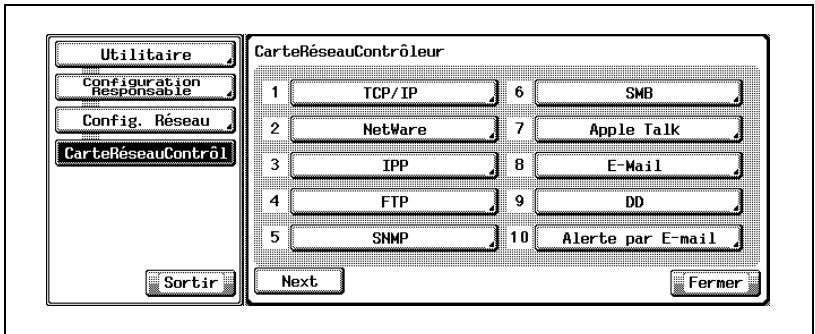 Utilitaire
Configuration
Responsable
Config. Réseau
CarteRéseauContrôl
Sortir
CarteRéseauContrôleur
1 TCP/IP
2 NetWare
3 IPP
4 FTP
5 SNMP
6 SMB
7 Apple Talk
8 E-Mail
9 DD
10 Alerte par E-mail
Next
Fermer